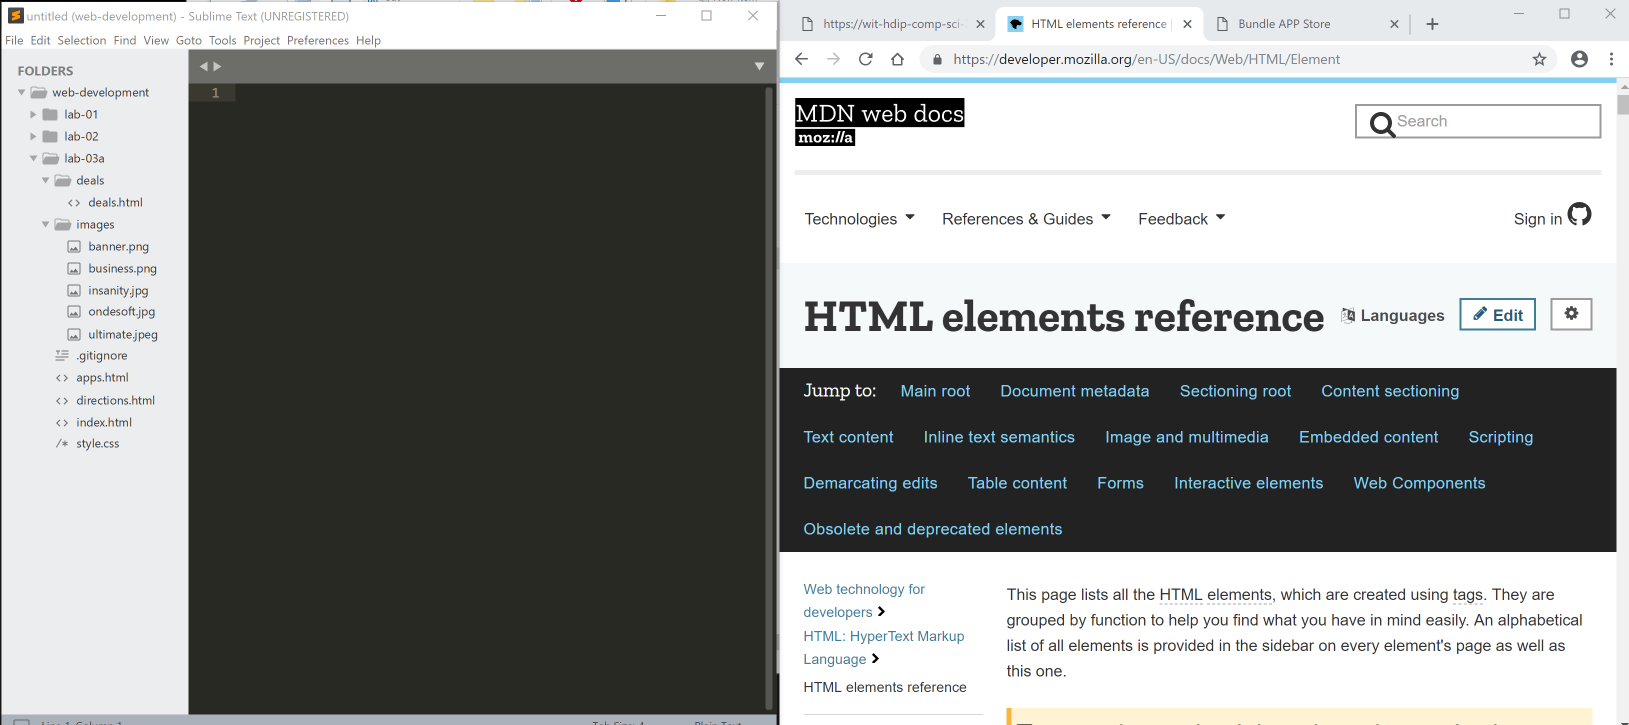 untitled (web-development) - Sublime Text (UNREGISTERED)
File Edit Selection Find View Goto Tools Project Preferences Help
FOLDERS
web-development
lab-01
lab-02
lab-03a
deals
<> deals.html
images
banner.png
business.png
insanity.jpg
ondesoft.jpg
ultimate.jpeg
.gitignore
<> apps.html
<> directions.html
<> index.html
/* style.css
1
https://wit-hdip-comp-sci-
HTML elements reference
Bundle APP Store
https://developer.mozilla.org/en-US/docs/Web/HTML/Element
MDN web docs
moz://a
Search
Technologies References & Guides Feedback
Sign in
HTML elements reference
Languages
Edit
Jump to: Main root Document metadata Sectioning root Content sectioning
Text content Inline text semantics Image and multimedia Embedded content Scripting
Demarcating edits Table content Forms Interactive elements Web Components
Obsolete and deprecated elements
Web technology for
developers
HTML: HyperText Markup
Language
HTML elements reference
This page lists all the HTML elements, which are created using tags. They are
grouped by function to help you find what you have in mind easily. An alphabetical
list of all elements is provided in the sidebar on every element's page as well as
this one.